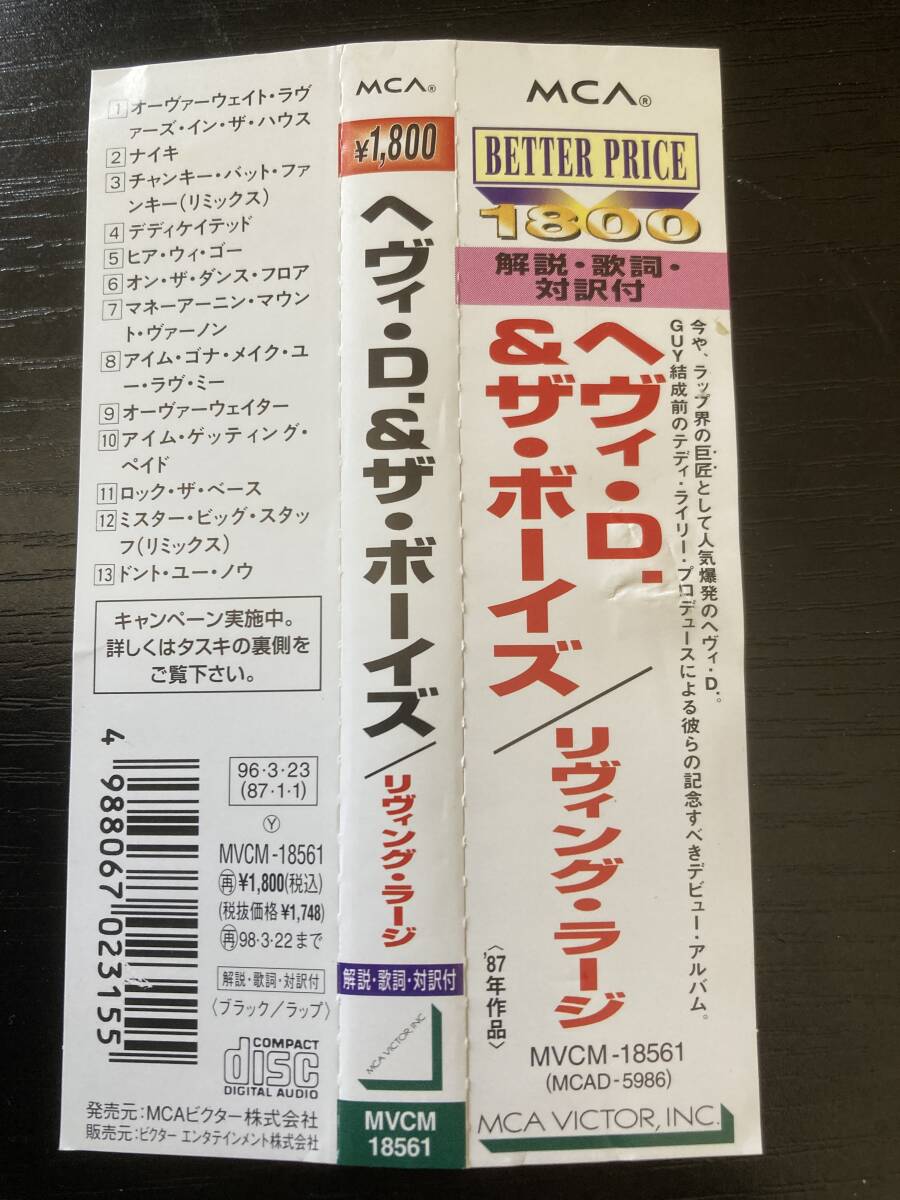 1 オーヴァーウェイト・ラヴ
ァーズ・イン・ザ・ハウス
2 ナイキ
3 チャンキー・バット・ファ
ンキー(リミックス)
4 デディケイテッド
5 ヒア・ウィ・ゴー
6 オン・ザ・ダンス・フロア
7 マネーアーニン・マウン
ト・ヴァーノン
8 アイム・ゴナ・メイク・ユ
ー・ラヴ・ミー
9 オーヴァーウェイター
10 アイム・ゲッティング・
ペイド
11 ロック・ザ・ベース
12 ミスター・ビッグ・スタッ
フ(リミックス)
13 ドント・ユー・ノウ
キャンペーン実施中。
詳しくはタスキの裏側を
ご覧下さい。
4 988067 023155
96・3・23
(87・1・1)
Ⓨ
MVCM-18561
再 ¥1,800(税込)
(税抜価格¥1,748)
再 98・3・22まで
解説・歌詞・対訳付
〈ブラック/ラップ〉
COMPACT
disc
DIGITAL AUDIO
発売元:MCAビクター株式会社
販売元:ビクター エンタテインメント株式会社
MCA®
¥1,800
ヘヴィ・D.&ザ・ボーイズ/リヴィング・ラージ
解説・歌詞・対訳付
MCA VICTOR, INC.
MVCM
18561
MCA®
BETTER PRICE
1800
解説・歌詞・
対訳付
今や、ラップ界の巨匠として人気爆発のヘヴィ・D.。
GUY結成前のテディ・ライリー・プロデュースによる彼らの記念すべきデビュー・アルバム。
ヘヴィ・D.
&ザ・ボーイズ/リヴィング・ラージ
〈'87年作品〉
MVCM-18561
(MCAD-5986)
MCA VICTOR, INC.